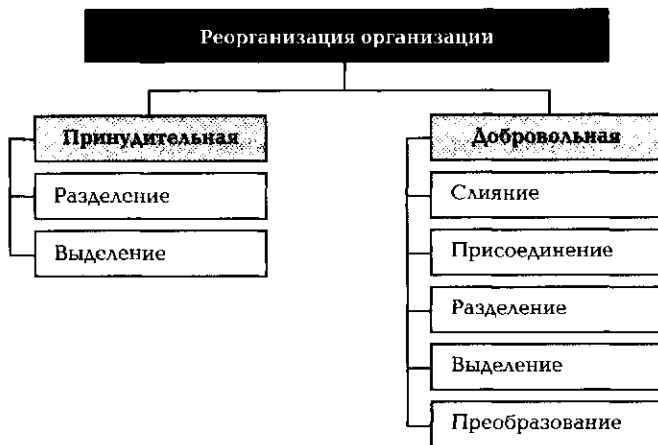 Реорганизация организации
Принудительная
Разделение
Выделение
Добровольная
Слияние
Присоединение
Разделение
Выделение
Преобразование